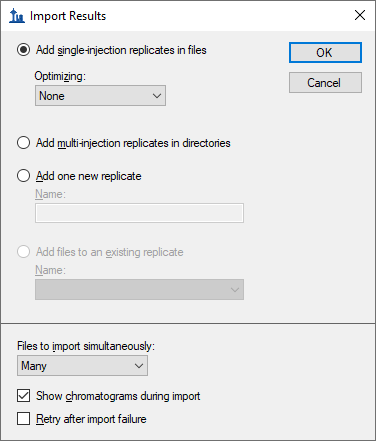 Import Results
Add single-injection replicates in files
OK
Optimizing:
Cancel
None
Add multi-injection replicates in directories
Add one new replicate
Name:
Add files to an existing replicate
Name:
Files to import simultaneously:
Many
Show chromatograms during import
Retry after import failure